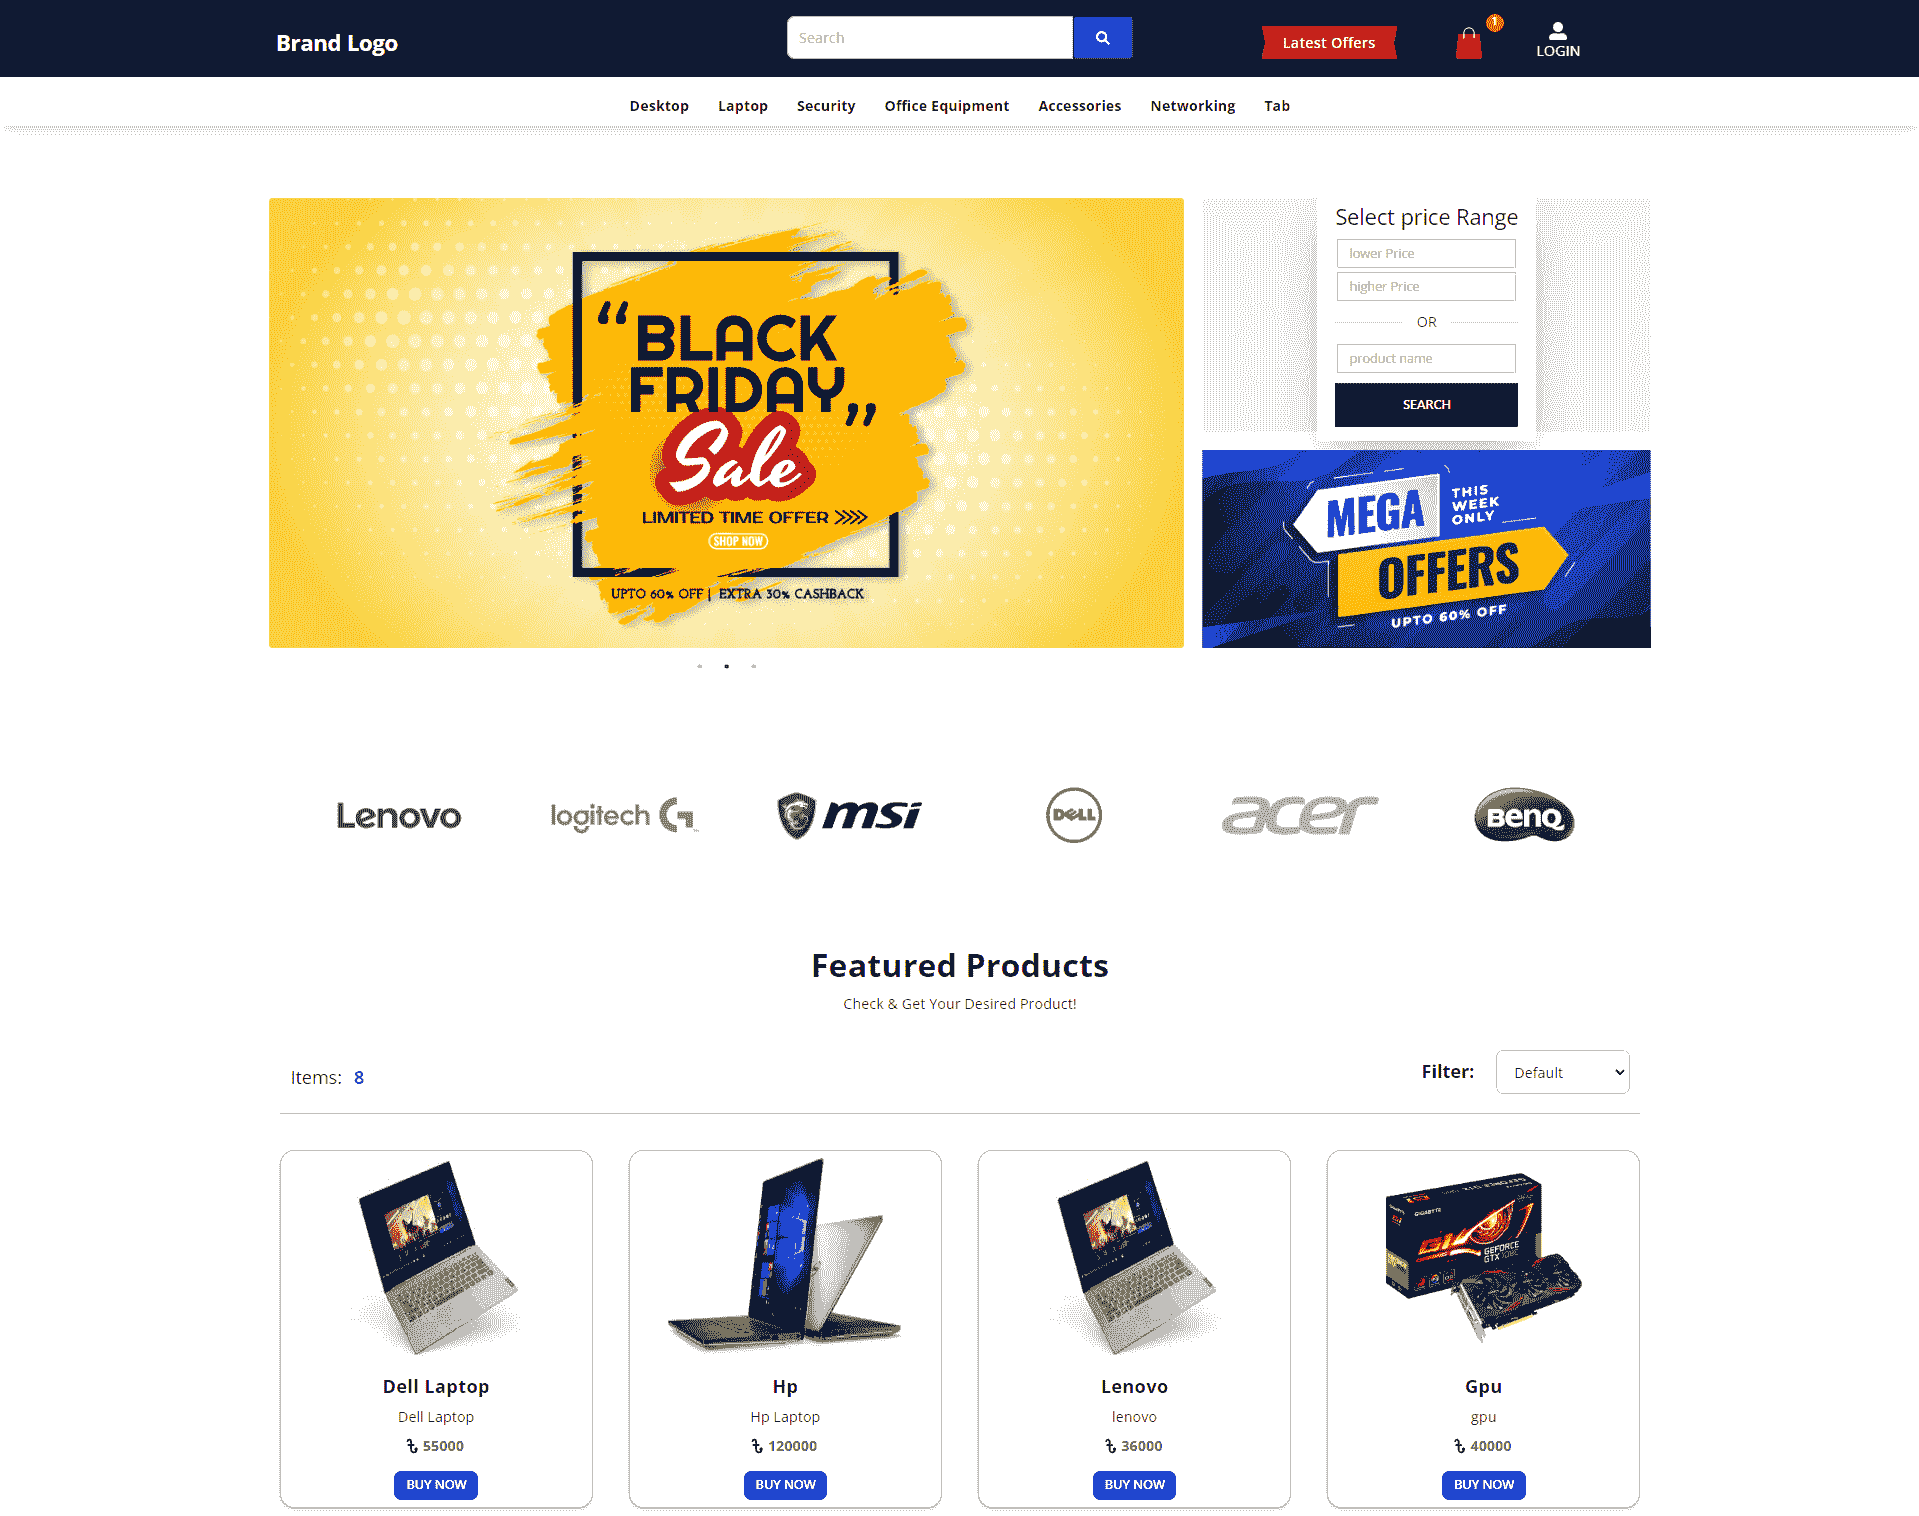 Brand Logo
Search
Latest Offers
1
LOGIN
Desktop Laptop Security Office Equipment Accessories Networking Tab
“BLACK
FRIDAY„
Sale
LIMITED TIME OFFER
SHOP NOW
UPTO 60% OFF | EXTRA 30% CASHBACK
Select price Range
lower Price
higher Price
OR
product name
SEARCH
MEGA
THIS
WEEK
ONLY
OFFERS
UPTO 60% OFF
Lenovo
logitech G
msi
DELL
acer
BenQ
Featured Products
Check & Get Your Desired Product!
Items: 8
Filter: Default
GIGABYTE
GEFORCE
GTX
Dell Laptop
Dell Laptop
৳ 55000
BUY NOW
Hp
Hp Laptop
৳ 120000
BUY NOW
Lenovo
lenovo
৳ 36000
BUY NOW
Gpu
gpu
৳ 40000
BUY NOW